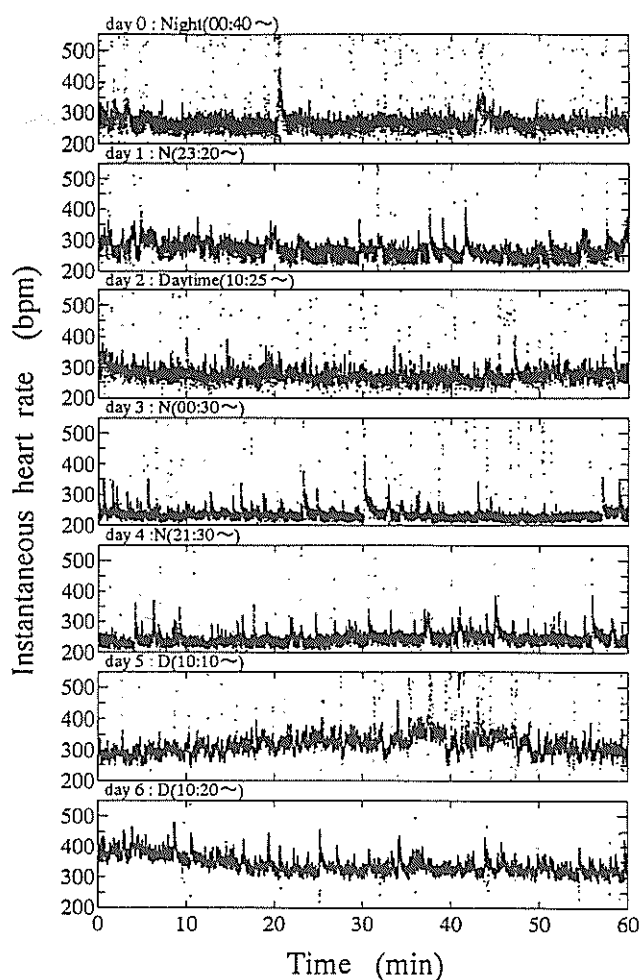 day 0 : Night(00:40～)
500
400
300
200
day 1 : N(23:20～)
500
400
300
200
day 2 : Daytime(10:25～)
500
400
300
200
day 3 : N(00:30～)
500
400
300
200
day 4 :N(21:30～)
500
400
300
200
day 5 : D(10:10～)
500
400
300
200
day 6 : D(10:20～)
500
400
300
200
0 10 20 30 40 50 60
Time (min)
Instantaneous heart rate (bpm)